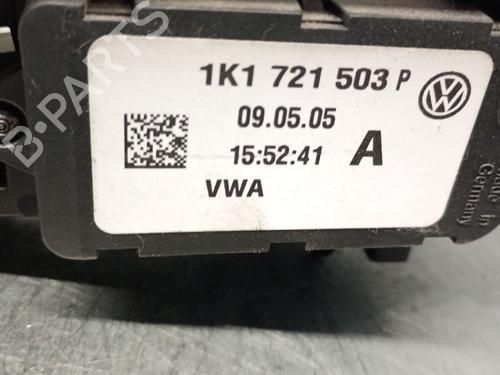 1K1 721 503 P
09.05.05
15:52:41 A
VWA
Made in
Germany
B-PARTS